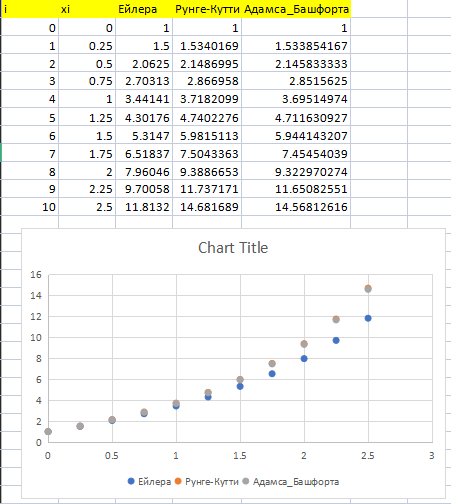 i xi Ейлера Рунге-Кутти Адамса_Башфорта
0 0 1 1 1
1 0.25 1.5 1.5340169 1.533854167
2 0.5 2.0625 2.1486995 2.145833333
3 0.75 2.70313 2.866958 2.8515625
4 1 3.44141 3.7182099 3.69514974
5 1.25 4.30176 4.7402276 4.711630927
6 1.5 5.3147 5.9815113 5.944143207
7 1.75 6.51837 7.5043363 7.45454039
8 2 7.96046 9.3886653 9.322970274
9 2.25 9.70058 11.737171 11.65082551
10 2.5 11.8132 14.681689 14.56812616
Chart Title
16
14
12
10
8
6
4
2
0
0 0.5 1 1.5 2 2.5 3
Ейлера Рунге-Кутти Адамса_Башфорта